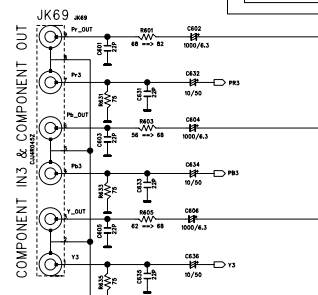 JK69 JK69
COMPONENT IN3 & COMPONENT OUT
CJJ4R045Z
Pr_OUT
C601
22P
R601
68 ==> 82
C602
1000/6.3
Pr3
R631
75
C631
22P
C632
10/50
PR3
Pb_OUT
C603
22P
R603
56 ==> 68
C604
1000/6.3
Pb3
R633
75
C633
22P
C634
10/50
PB3
Y_OUT
C605
22P
R605
62 ==> 68
C606
1000/6.3
Y3
R635
75
C635
22P
C636
10/50
Y3